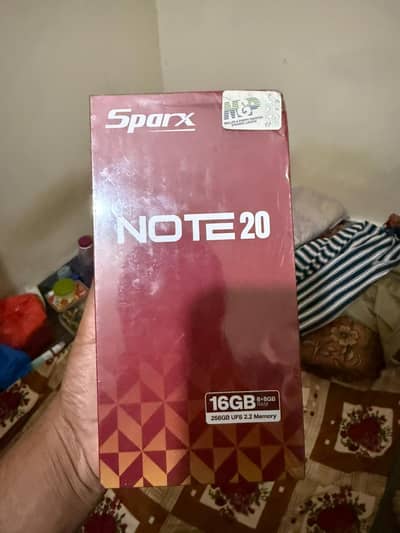 Sparx
M&P
NOTE 20
16GB 8+8GB
RAM
256GB UFS 2.2 Memory